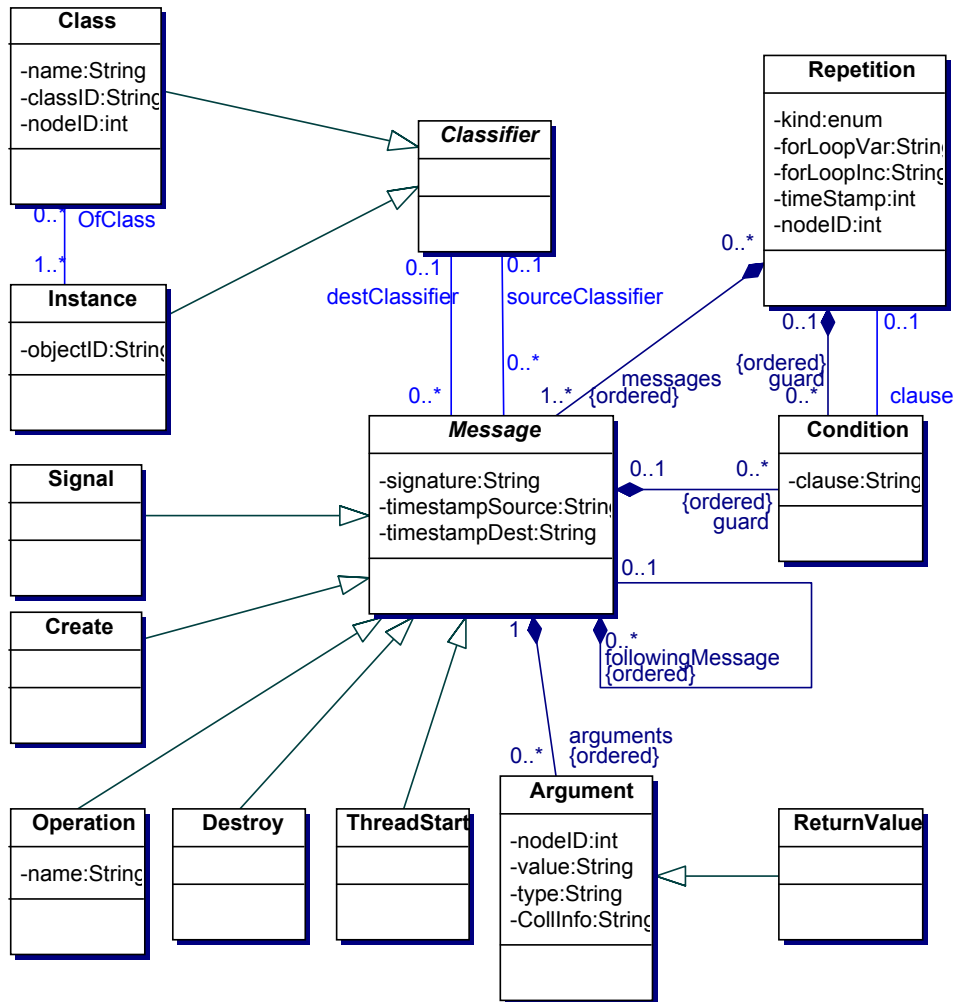 Class
-name:String
-classID:String
-nodeID:int
0..*
OfClass
1..*
Instance
-objectID:String
Classifier
0..1
0..1
destClassifier
sourceClassifier
0..*
0..*
Repetition
-kind:enum
-forLoopVar:String
-forLoopInc:String
-timeStamp:int
-nodeID:int
0..*
messages
1..*
{ordered}
0..1
0..1
{ordered}
guard
0..*
clause
Message
-signature:String
-timestampSource:String
-timestampDest:String
0..1
0..*
{ordered}
guard
Condition
-clause:String
Signal
Create
0..1
0..*
followingMessage
{ordered}
1
arguments
0..*
{ordered}
Operation
-name:String
Destroy
ThreadStart
Argument
-nodeID:int
-value:String
-type:String
-CollInfo:String
ReturnValue